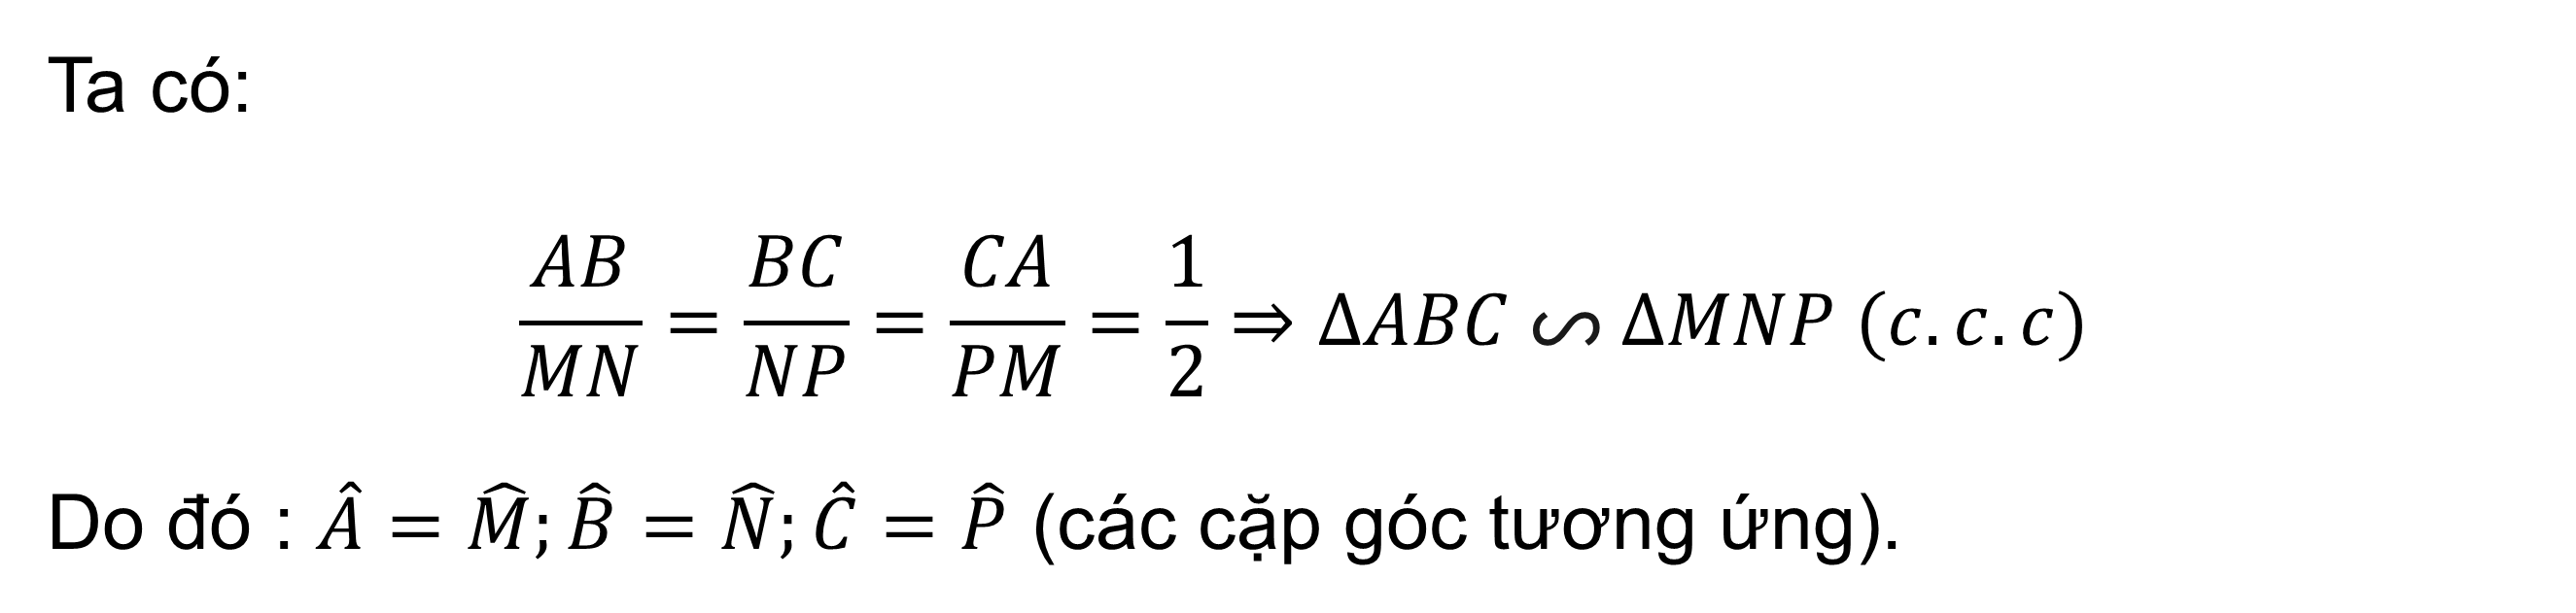 Ta có:
AB/MN = BC/NP = CA/PM = 1/2 ⇒ ΔABC ∽ ΔMNP (c.c.c)
Do đó : Â = M̂; B̂ = N̂; Ĉ = P̂ (các cặp góc tương ứng).